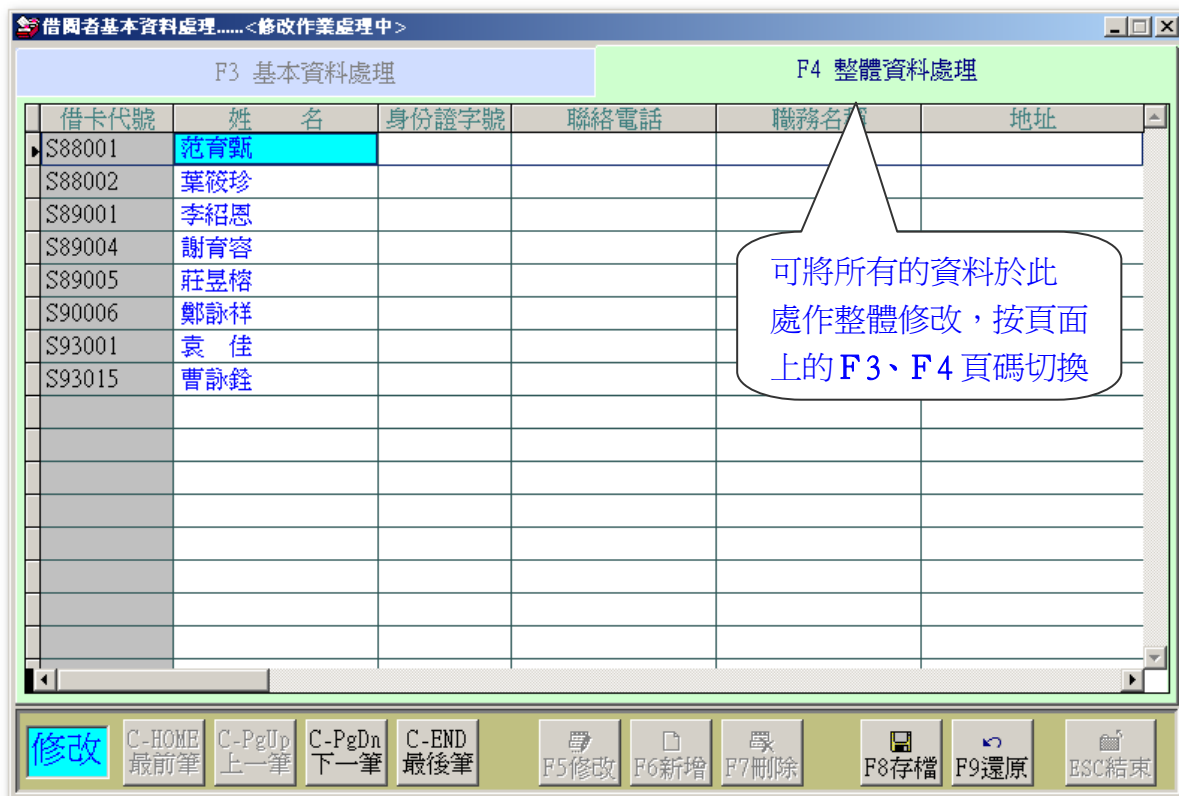 借閱者基本資料處理......<修改作業處理中>
F3 基本資料處理
F4 整體資料處理
借卡代號 姓 名 身份證字號 聯絡電話 職務名稱 地址
S88001 范育甄
S88002 葉筱珍
S89001 李紹恩
S89004 謝育容
S89005 莊昱榕
S90006 鄭詠祥
S93001 袁 佳
S93015 曹詠銓
可將所有的資料於此
處作整體修改,按頁面
上的F3、F4頁碼切換
修改
C-HOME
最前筆
C-PgUp
上一筆
C-PgDn
下一筆
C-END
最後筆
F5修改
F6新增
F7刪除
F8存檔
F9還原
ESC結束